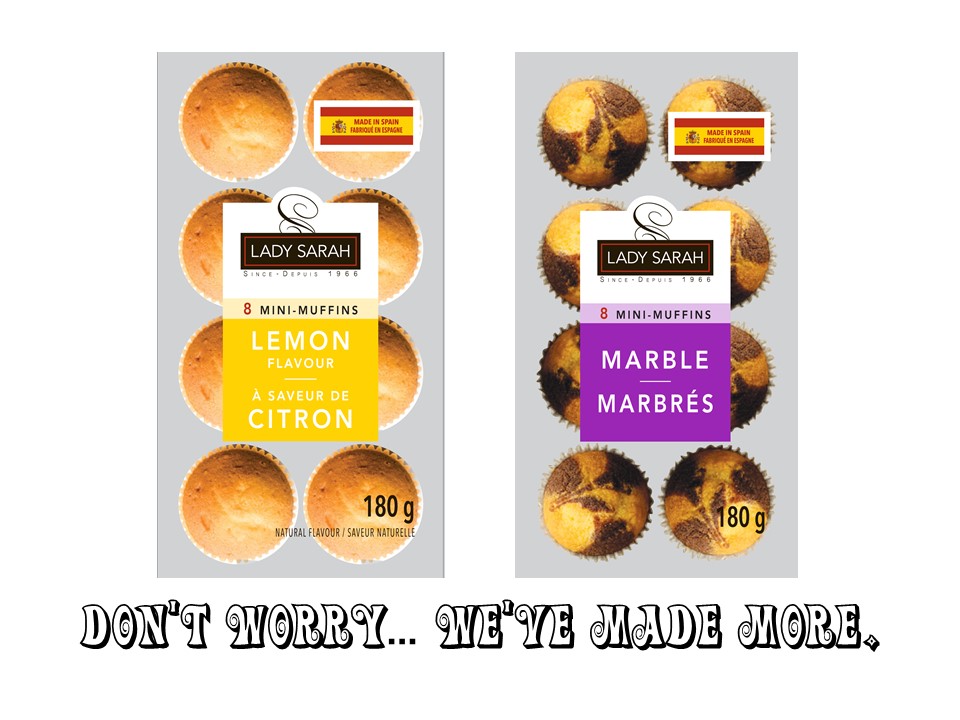 MADE IN SPAIN
FABRIQUÉ EN ESPAGNE
LADY SARAH
SINCE · DEPUIS 1966
8 MINI-MUFFINS
LEMON
FLAVOUR
À SAVEUR DE
CITRON
180 g
NATURAL FLAVOUR / SAVEUR NATURELLE
MADE IN SPAIN
FABRIQUÉ EN ESPAGNE
LADY SARAH
SINCE · DEPUIS 1966
8 MINI-MUFFINS
MARBLE
MARBRÉS
180 g
DON'T WORRY... WE'VE MADE MORE.